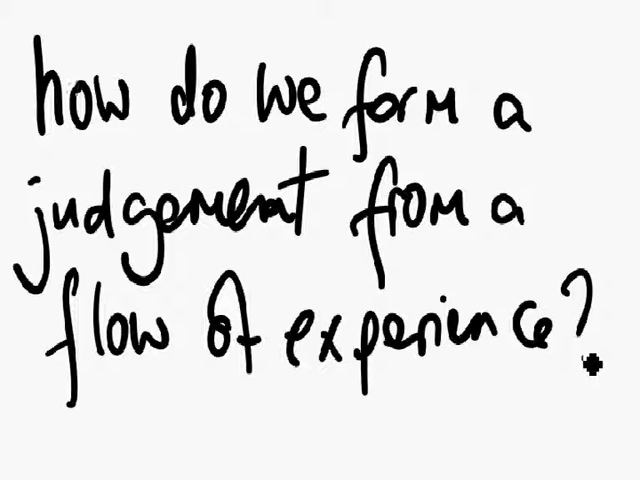 how do we form a
judgement from a
flow of experience?